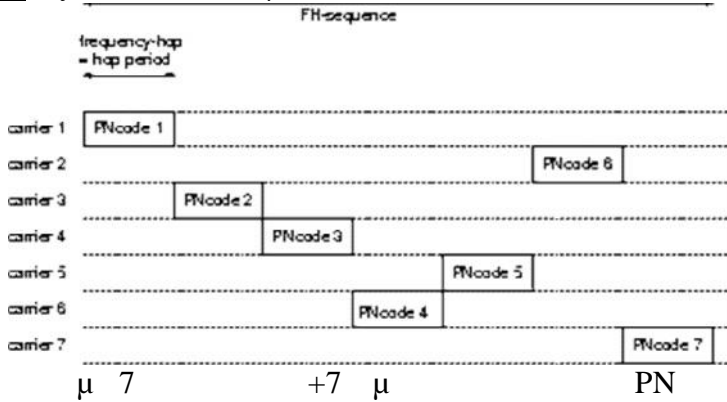 FH-sequence
frequency-hop
= hop period
carrier 1 PNcode 1
carrier 2 PNcode 6
carrier 3 PNcode 2
carrier 4 PNcode 3
carrier 5 PNcode 5
carrier 6 PNcode 4
carrier 7 PNcode 7
μ 7 +7 μ PN